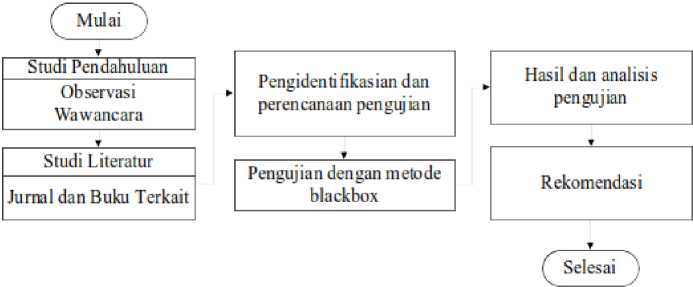 Mulai
Studi Pendahuluan
Observasi
Wawancara
Studi Literatur
Jurnal dan Buku Terkait
Pengidentifikasian dan
perencanaan pengujian
Pengujian dengan metode
blackbox
Hasil dan analisis
pengujian
Rekomendasi
Selesai